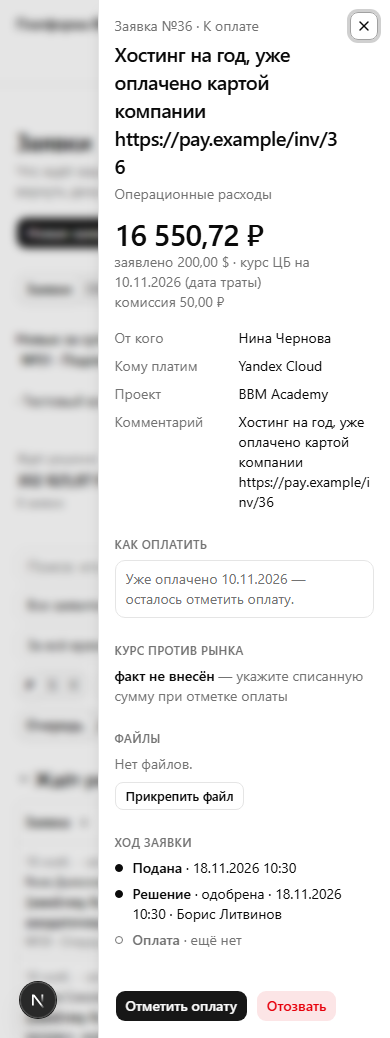 Заявка №36 · К оплате
Хостинг на год, уже
оплачено картой
компании
https://pay.example/inv/3
6
Операционные расходы
16 550,72 ₽
заявлено 200,00 $ · курс ЦБ на
10.11.2026 (дата траты)
комиссия 50,00 ₽
От кого Нина Чернова
Кому платим Yandex Cloud
Проект BBM Academy
Комментарий Хостинг на год, уже
оплачено картой
компании
https://pay.example/i
nv/36
КАК ОПЛАТИТЬ
Уже оплачено 10.11.2026 —
осталось отметить оплату.
КУРС ПРОТИВ РЫНКА
факт не внесён — укажите списанную
сумму при отметке оплаты
ФАЙЛЫ
Нет файлов.
Прикрепить файл
ХОД ЗАЯВКИ
Подана · 18.11.2026 10:30
Решение · одобрена · 18.11.2026
10:30 · Борис Литвинов
Оплата · ещё нет
N
Отметить оплату Отозвать